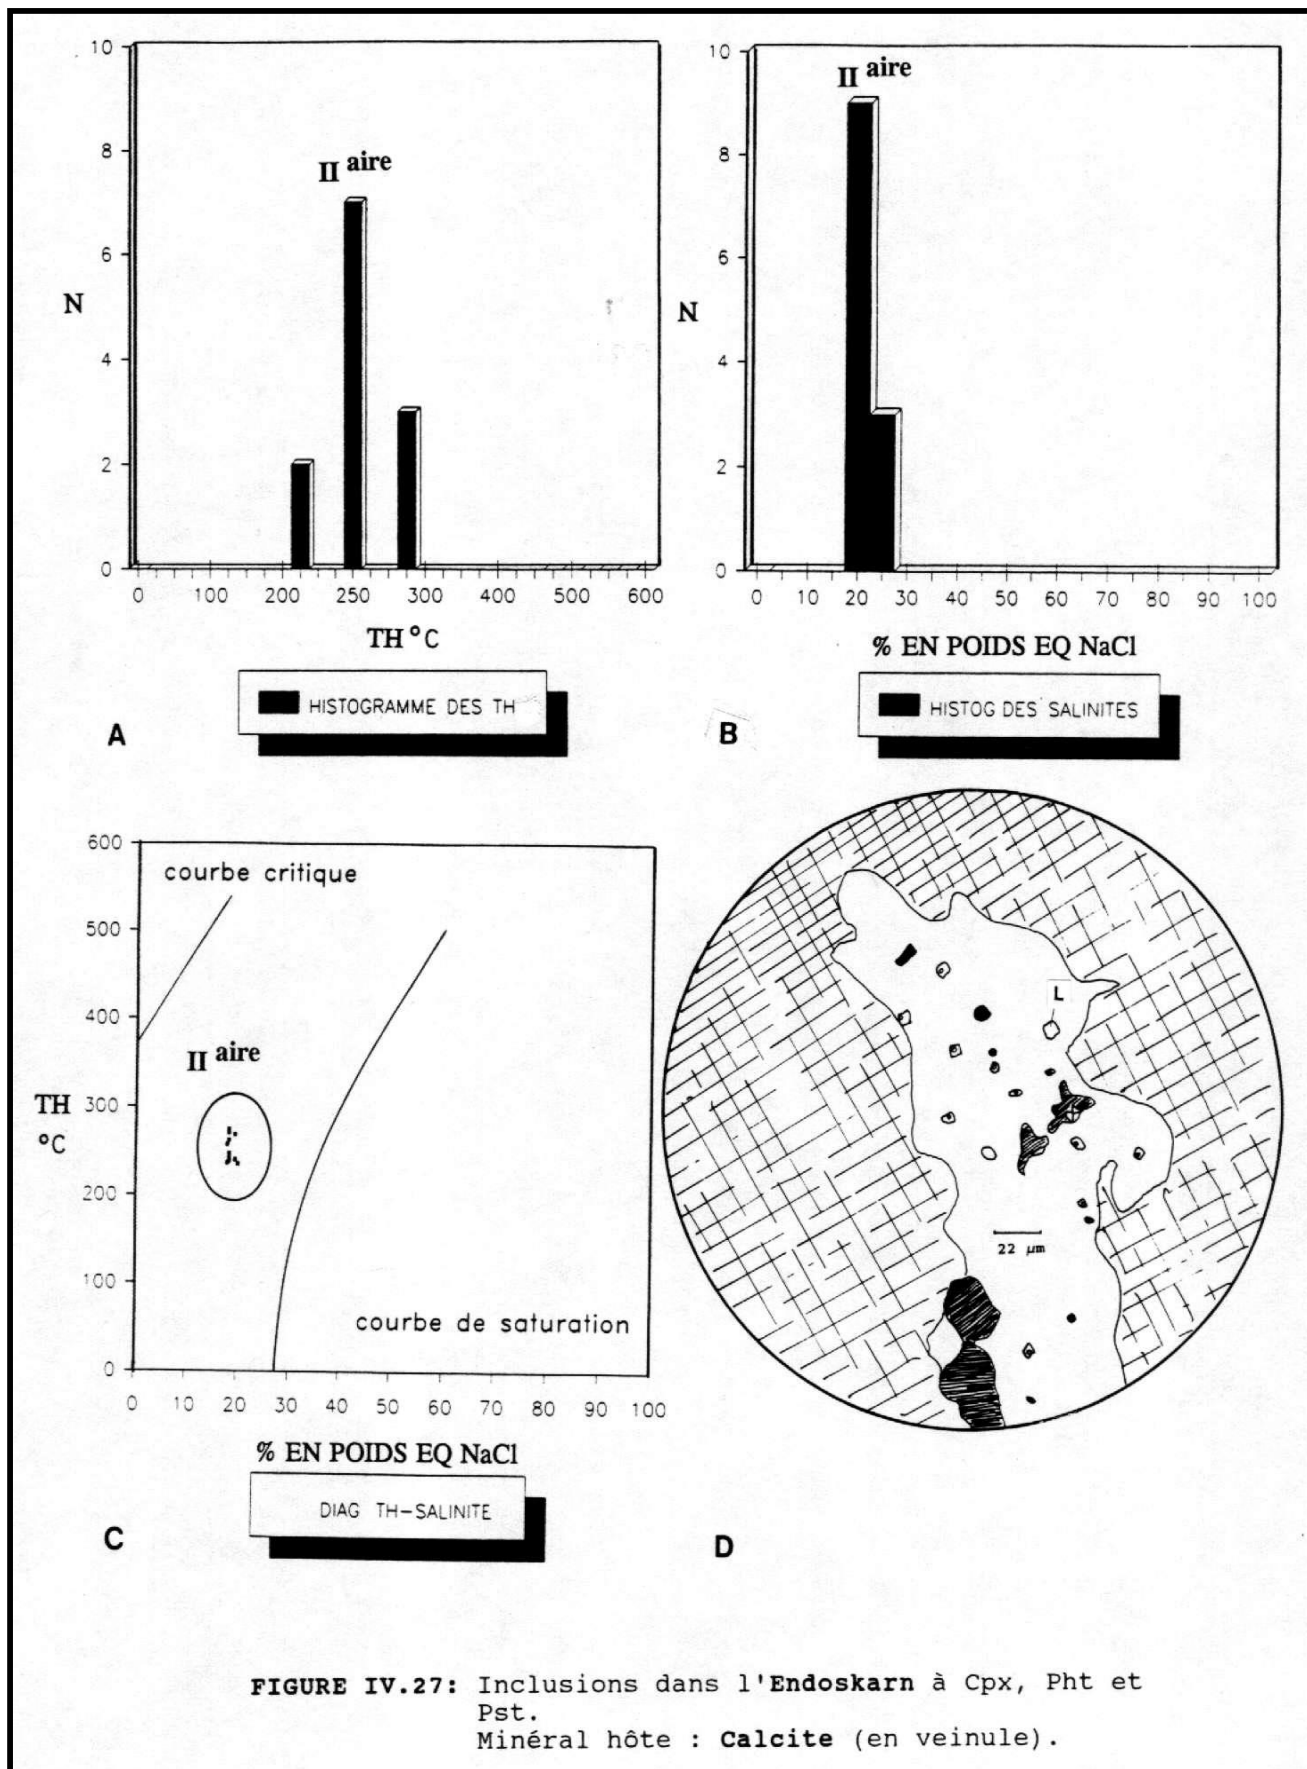 10
8
6
4
2
0
N
II aire
0 100 200 250 300 400 500 600
TH °C
HISTOGRAMME DES TH
A
10
8
6
4
2
0
N
II aire
0 10 20 30 40 50 60 70 80 90 100
% EN POIDS EQ NaCl
HISTOG DES SALINITES
B
600
500
400
300
200
100
0
TH
°C
courbe critique
II aire
courbe de saturation
0 10 20 30 40 50 60 70 80 90 100
% EN POIDS EQ NaCl
DIAG TH-SALINITE
C
L
22 µm
D
FIGURE IV.27: Inclusions dans l'Endoskarn à Cpx, Pht et
Pst.
Minéral hôte : Calcite (en veinule).